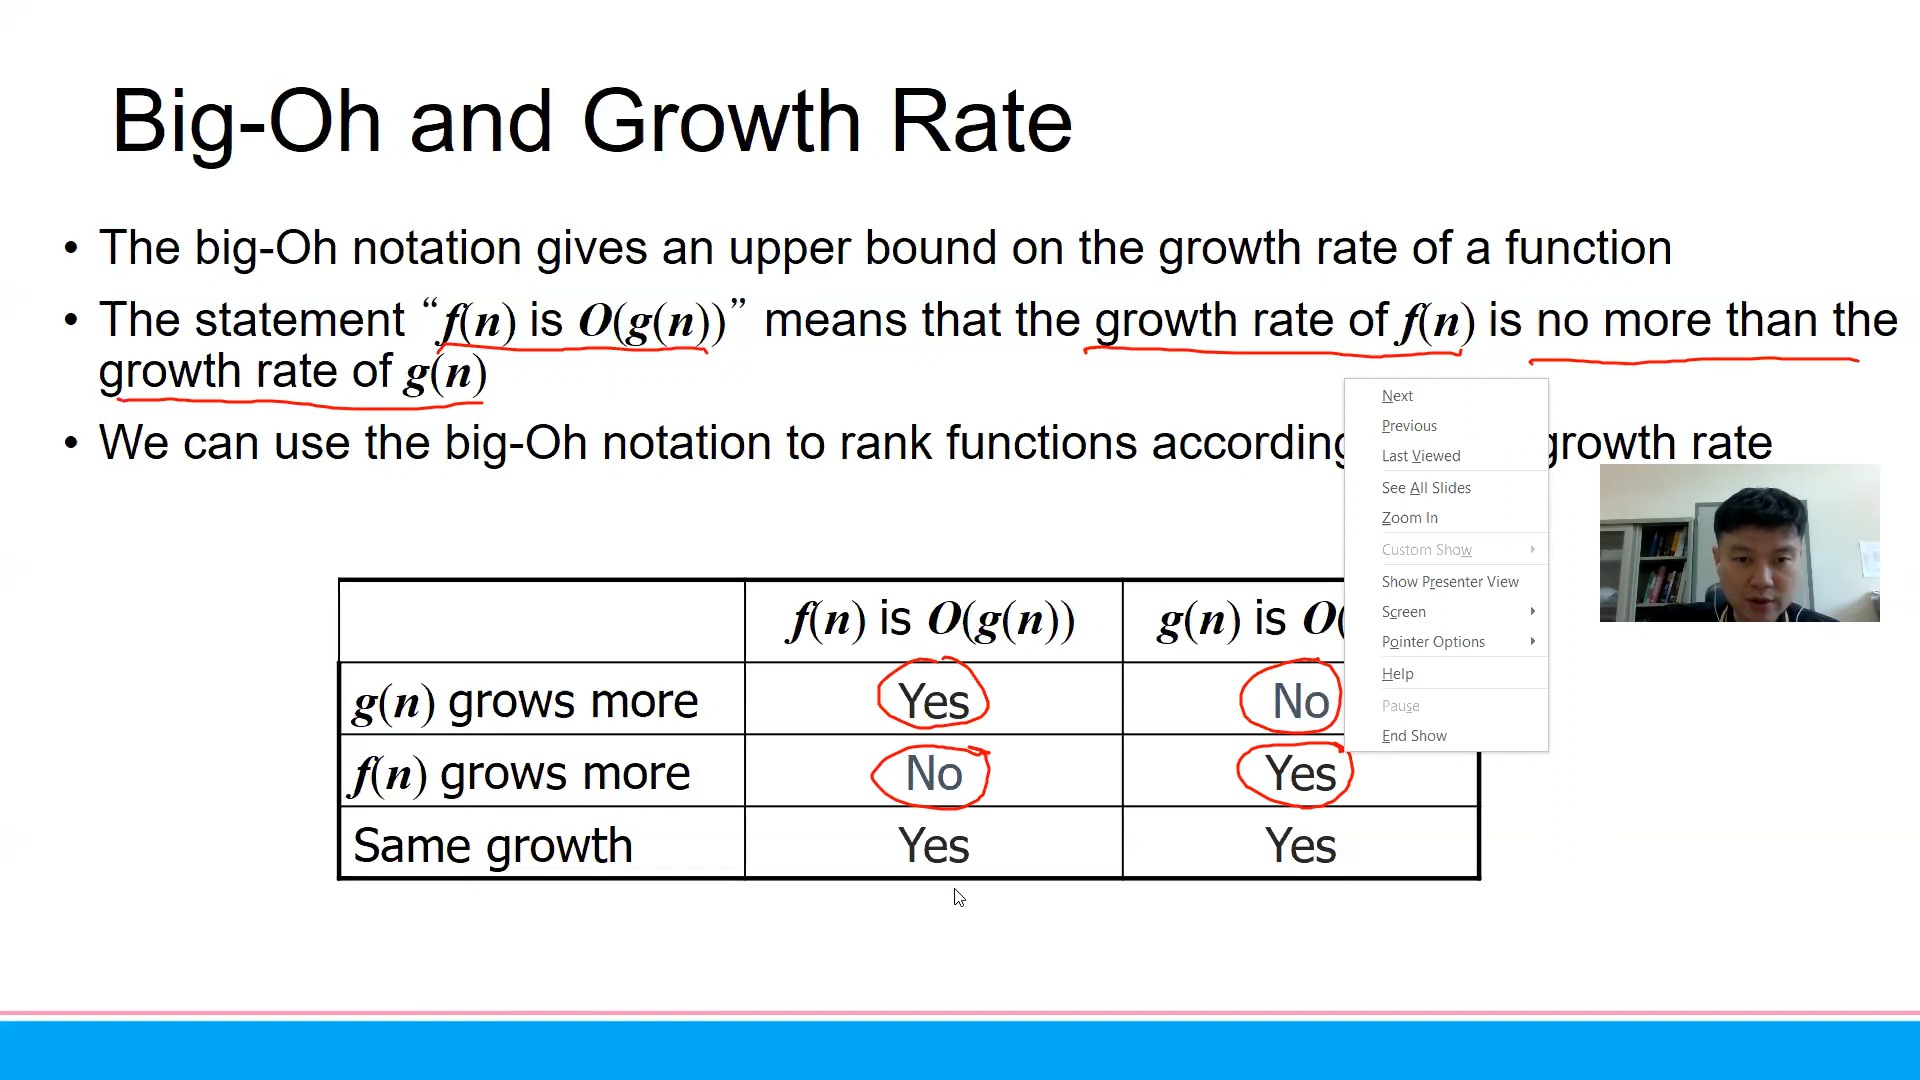 Big-Oh and Growth Rate
• The big-Oh notation gives an upper bound on the growth rate of a function
• The statement “f(n) is O(g(n))” means that the growth rate of f(n) is no more than the
growth rate of g(n)
• We can use the big-Oh notation to rank functions according growth rate
Next
Previous
Last Viewed
See All Slides
Zoom In
Custom Show
Show Presenter View
Screen
Pointer Options
Help
Pause
End Show
f(n) is O(g(n)) g(n) is O(
g(n) grows more Yes No
f(n) grows more No Yes
Same growth Yes Yes